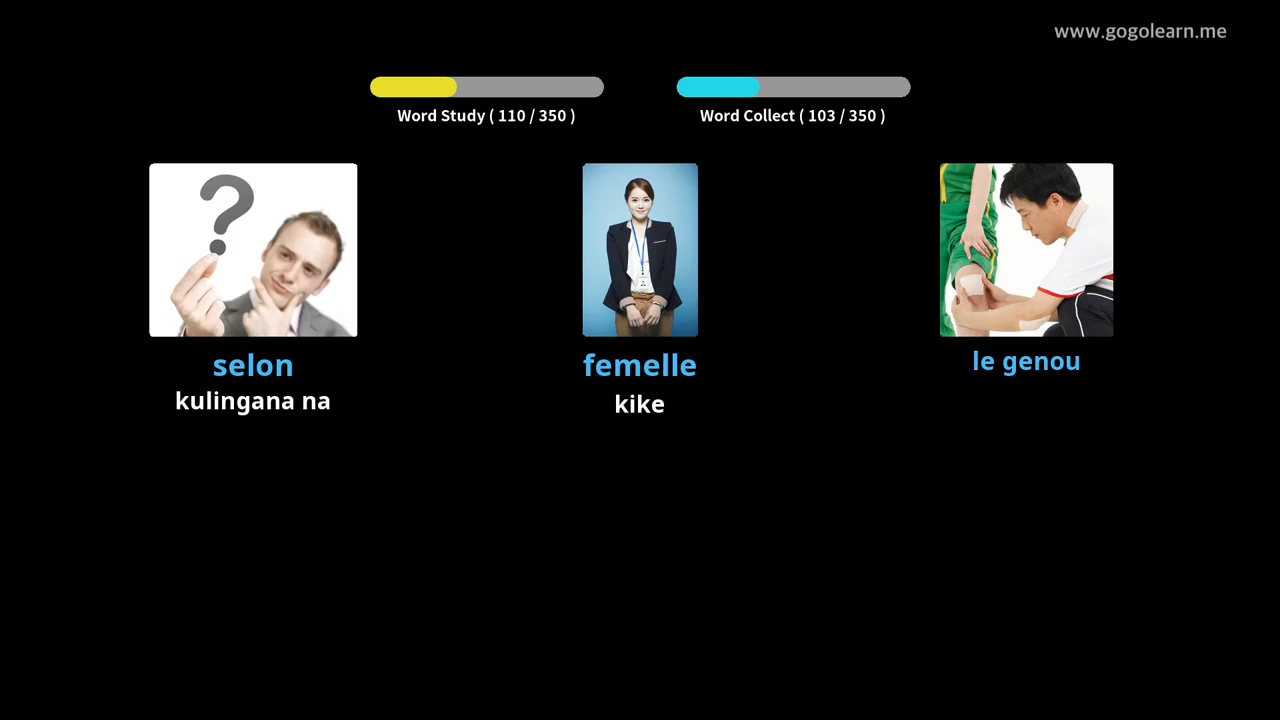 www.gogolearn.me
Word Study ( 110 / 350 )
Word Collect ( 103 / 350 )
selon
kulingana na
femelle
kike
le genou